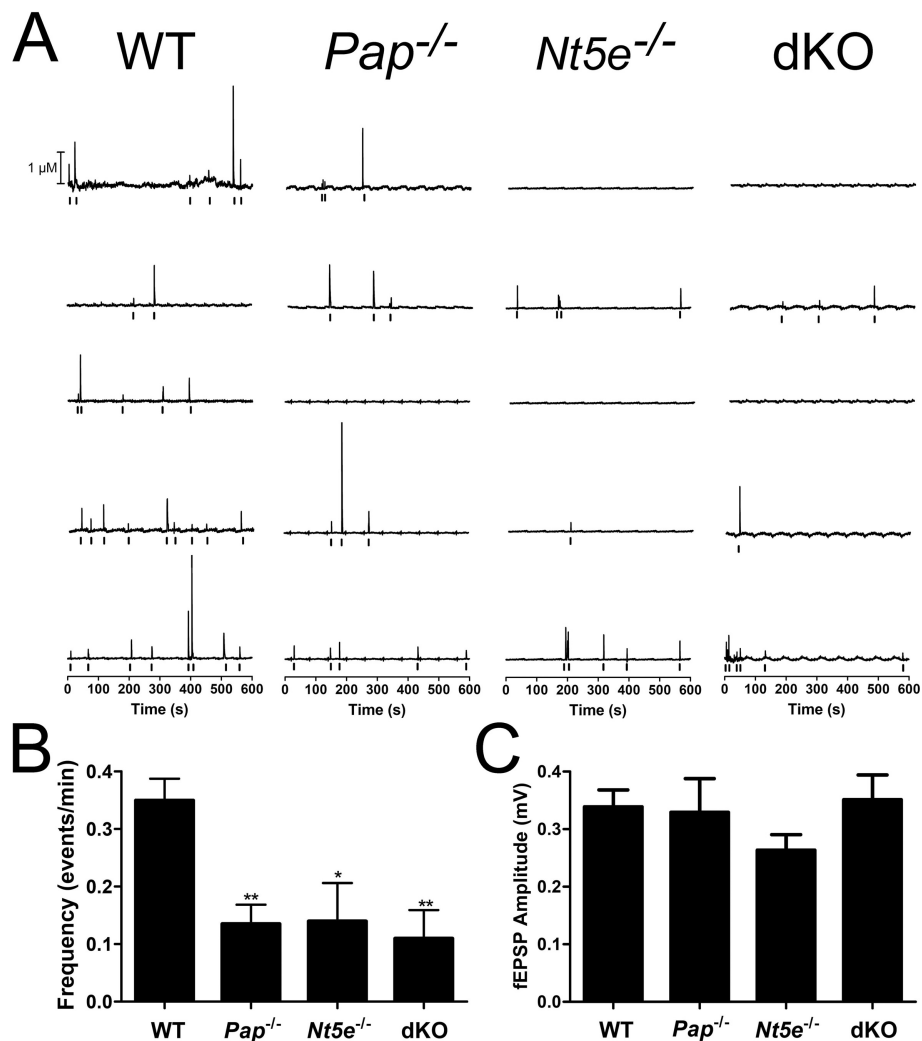 A
WT
Pap-/-
Nt5e-/-
dKO
1 µM
0 100 200 300 400 500 600
0 100 200 300 400 500 600
0 100 200 300 400 500 600
0 100 200 300 400 500 600
Time (s)
Time (s)
Time (s)
Time (s)
B
Frequency (events/min)
0.4
0.3
0.2
0.1
0.0
**
*
**
WT
Pap-/-
Nt5e-/-
dKO
C
fEPSP Amplitude (mV)
0.4
0.3
0.2
0.1
0.0
WT
Pap-/-
Nt5e-/-
dKO